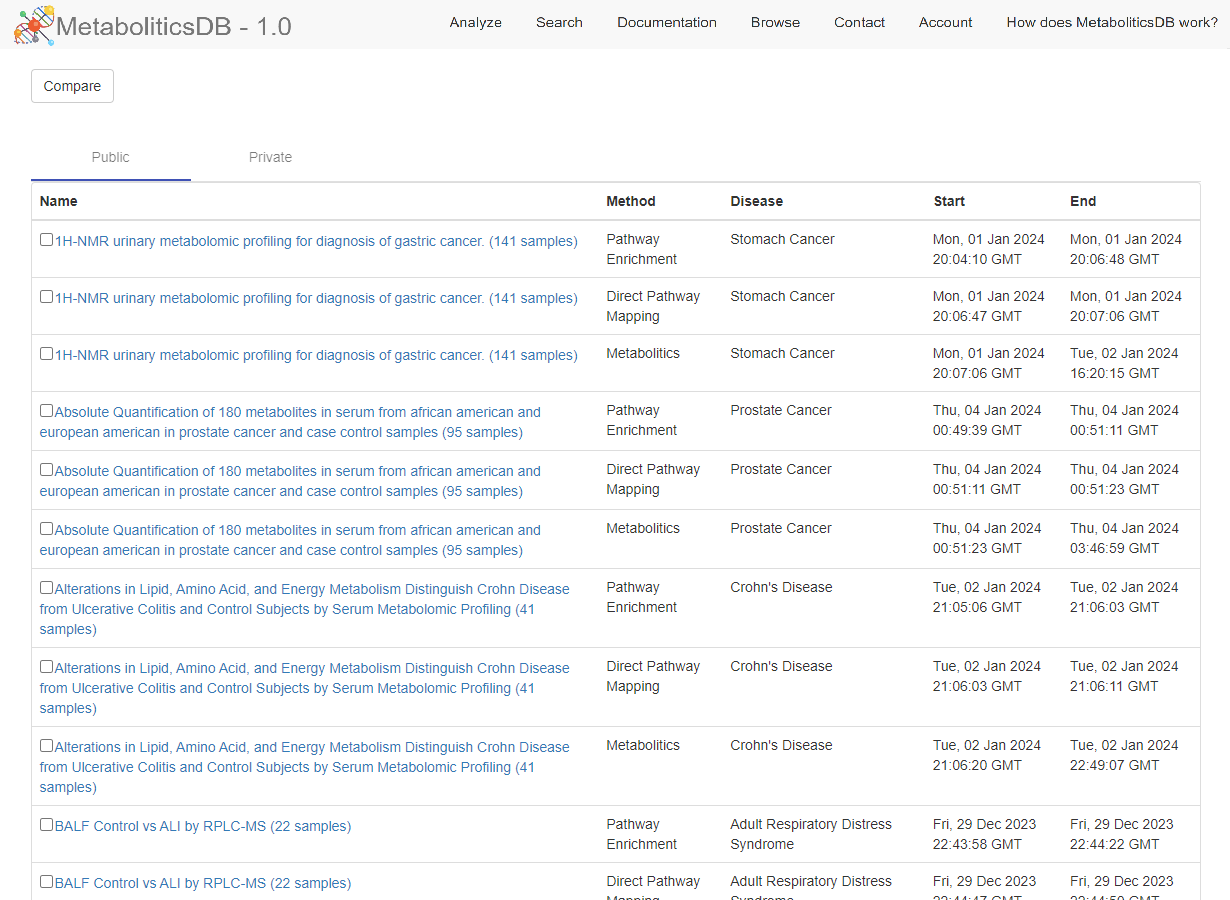 MetaboliticsDB - 1.0
Analyze Search Documentation Browse Contact Account How does MetaboliticsDB work?
Compare
Public Private
Name Method Disease Start End
1H-NMR urinary metabolomic profiling for diagnosis of gastric cancer. (141 samples) Pathway Stomach Cancer Mon, 01 Jan 2024 Mon, 01 Jan 2024
Enrichment 20:04:10 GMT 20:06:48 GMT
1H-NMR urinary metabolomic profiling for diagnosis of gastric cancer. (141 samples) Direct Pathway Stomach Cancer Mon, 01 Jan 2024 Mon, 01 Jan 2024
Mapping 20:06:47 GMT 20:07:06 GMT
1H-NMR urinary metabolomic profiling for diagnosis of gastric cancer. (141 samples) Metabolitics Stomach Cancer Mon, 01 Jan 2024 Tue, 02 Jan 2024
20:07:06 GMT 16:20:15 GMT
Absolute Quantification of 180 metabolites in serum from african american and Pathway Prostate Cancer Thu, 04 Jan 2024 Thu, 04 Jan 2024
european american in prostate cancer and case control samples (95 samples) Enrichment 00:49:39 GMT 00:51:11 GMT
Absolute Quantification of 180 metabolites in serum from african american and Direct Pathway Prostate Cancer Thu, 04 Jan 2024 Thu, 04 Jan 2024
european american in prostate cancer and case control samples (95 samples) Mapping 00:51:11 GMT 00:51:23 GMT
Absolute Quantification of 180 metabolites in serum from african american and Metabolitics Prostate Cancer Thu, 04 Jan 2024 Thu, 04 Jan 2024
european american in prostate cancer and case control samples (95 samples) 00:51:23 GMT 03:46:59 GMT
Alterations in Lipid, Amino Acid, and Energy Metabolism Distinguish Crohn Disease Pathway Crohn's Disease Tue, 02 Jan 2024 Tue, 02 Jan 2024
from Ulcerative Colitis and Control Subjects by Serum Metabolomic Profiling (41 Enrichment 21:05:06 GMT 21:06:03 GMT
samples)
Alterations in Lipid, Amino Acid, and Energy Metabolism Distinguish Crohn Disease Direct Pathway Crohn's Disease Tue, 02 Jan 2024 Tue, 02 Jan 2024
from Ulcerative Colitis and Control Subjects by Serum Metabolomic Profiling (41 Mapping 21:06:03 GMT 21:06:11 GMT
samples)
Alterations in Lipid, Amino Acid, and Energy Metabolism Distinguish Crohn Disease Metabolitics Crohn's Disease Tue, 02 Jan 2024 Tue, 02 Jan 2024
from Ulcerative Colitis and Control Subjects by Serum Metabolomic Profiling (41 21:06:20 GMT 22:49:07 GMT
samples)
BALF Control vs ALI by RPLC-MS (22 samples) Pathway Adult Respiratory Distress Fri, 29 Dec 2023 Fri, 29 Dec 2023
Enrichment Syndrome 22:43:58 GMT 22:44:22 GMT
BALF Control vs ALI by RPLC-MS (22 samples) Direct Pathway Adult Respiratory Distress Fri, 29 Dec 2023 Fri, 29 Dec 2023
Mapping Syndrome